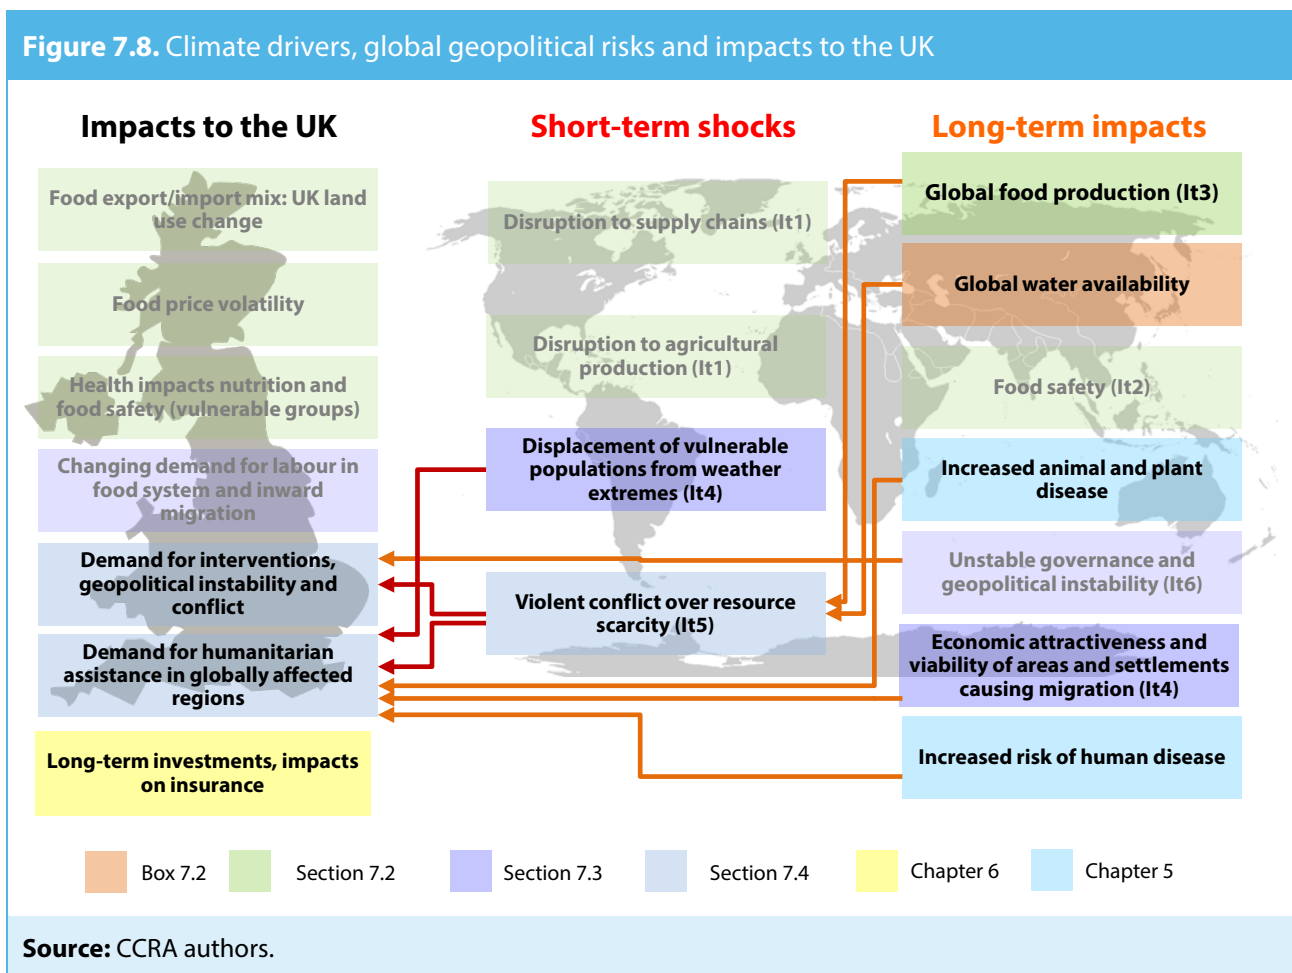 Figure 7.8. Climate drivers, global geopolitical risks and impacts to the UK
Impacts to the UK
Food export/import mix: UK land
use change
Food price volatility
Health impacts nutrition and
food safety (vulnerable groups)
Changing demand for labour in
food system and inward
migration
Demand for interventions,
geopolitical instability and
conflict
Demand for humanitarian
assistance in globally affected
regions
Long-term investments, impacts
on insurance
Short-term shocks
Disruption to supply chains (It1)
Disruption to agricultural
production (It1)
Displacement of vulnerable
populations from weather
extremes (It4)
Violent conflict over resource
scarcity (It5)
Long-term impacts
Global food production (It3)
Global water availability
Food safety (It2)
Increased animal and plant
disease
Unstable governance and
geopolitical instability (It6)
Economic attractiveness and
viability of areas and settlements
causing migration (It4)
Increased risk of human disease
Box 7.2
Section 7.2
Section 7.3
Section 7.4
Chapter 6
Chapter 5
Source: CCRA authors.